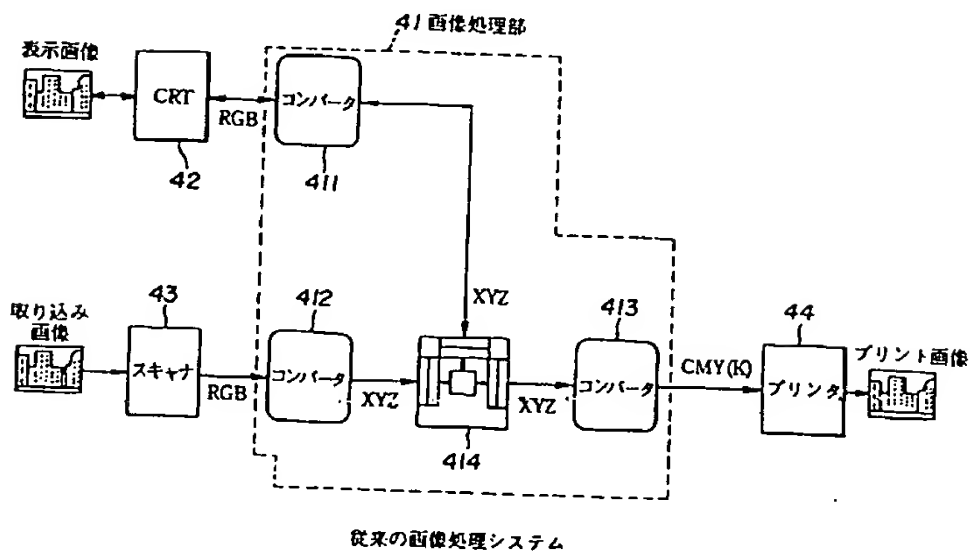 41 画像処理部
表示画像
CRT
RGB
コンバータ
42
411
XYZ
取り込み
画像
43
スキャナ
RGB
412
コンバータ
XYZ
414
XYZ
413
コンバータ
CMY(K)
44
プリンタ
プリント画像
従来の画像処理システム